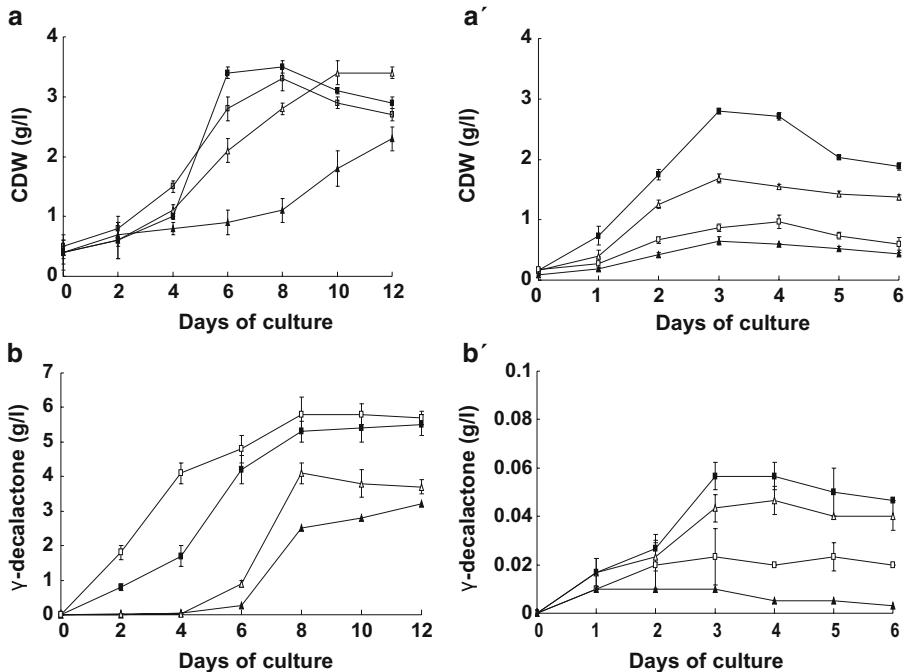 a
CDW (g/l)
4
3
2
1
0
0 2 4 6 8 10 12
Days of culture
a´
CDW (g/l)
4
3
2
1
0
0 1 2 3 4 5 6
Days of culture
b
γ-decalactone (g/l)
7
6
5
4
3
2
1
0
0 2 4 6 8 10 12
Days of culture
b´
γ-decalactone (g/l)
0.1
0.08
0.06
0.04
0.02
0
0 1 2 3 4 5 6
Days of culture